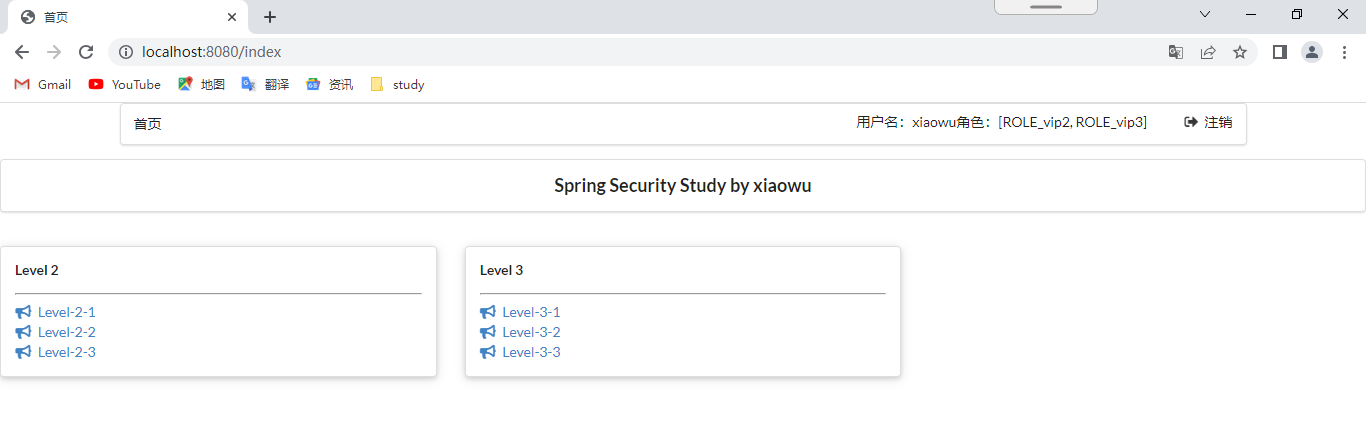 首页
localhost:8080/index
Gmail YouTube 地图 翻译 资讯 study
首页 用户名：xiaowu角色：[ROLE_vip2, ROLE_vip3] 注销
Spring Security Study by xiaowu
Level 2
Level-2-1
Level-2-2
Level-2-3
Level 3
Level-3-1
Level-3-2
Level-3-3